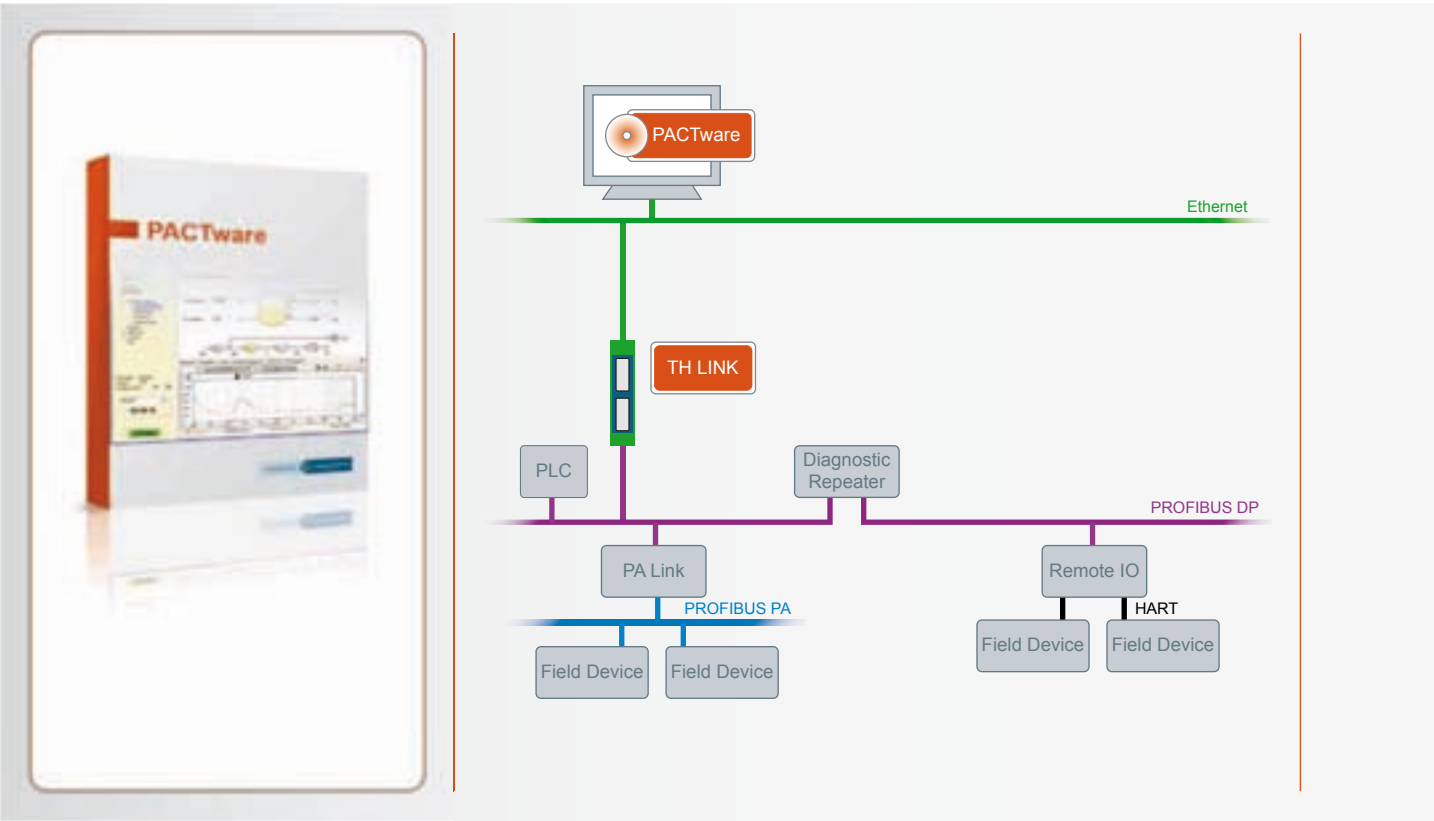 PACTware
PACTware
Ethernet
TH LINK
PLC
Diagnostic
Repeater
PROFIBUS DP
PA Link
Remote IO
PROFIBUS PA
HART
Field Device
Field Device
Field Device
Field Device